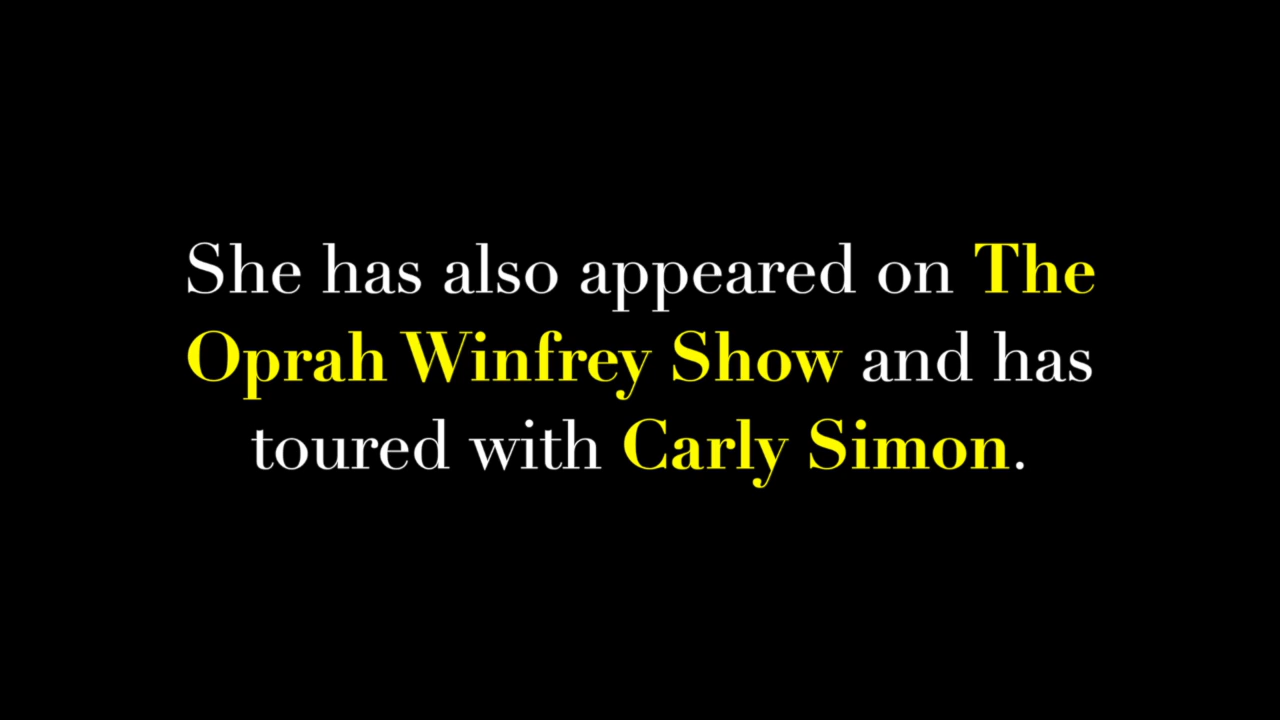 She has also appeared on The
Oprah Winfrey Show and has
toured with Carly Simon.